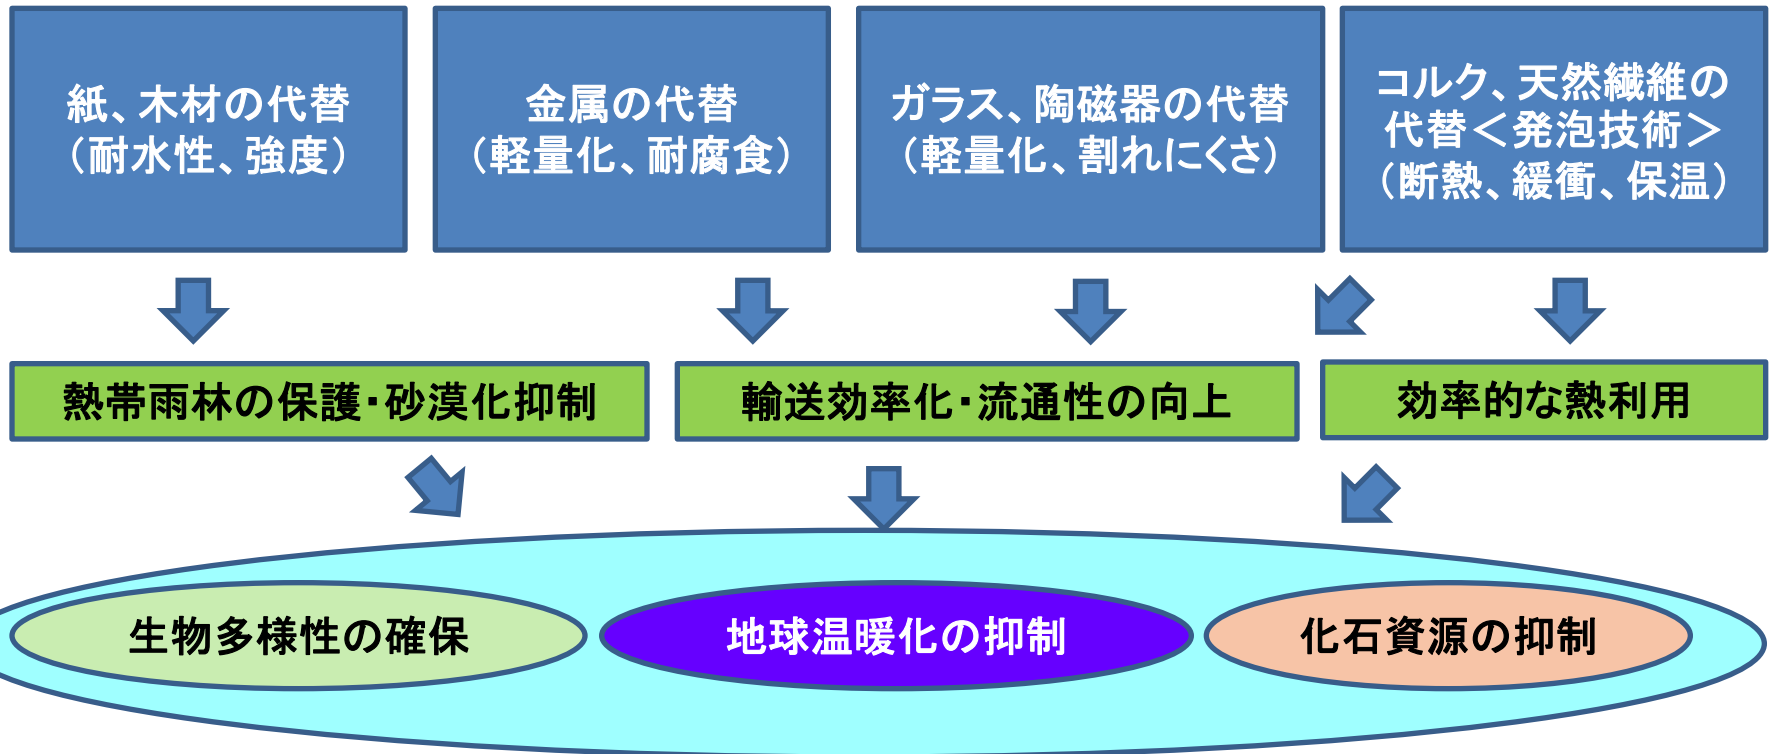 紙、木材の代替
（耐水性、強度）
金属の代替
（軽量化、耐腐食）
ガラス、陶磁器の代替
（軽量化、割れにくさ）
コルク、天然繊維の
代替＜発泡技術＞
（断熱、緩衝、保温）
熱帯雨林の保護・砂漠化抑制
輸送効率化・流通性の向上
効率的な熱利用
生物多様性の確保
地球温暖化の抑制
化石資源の抑制